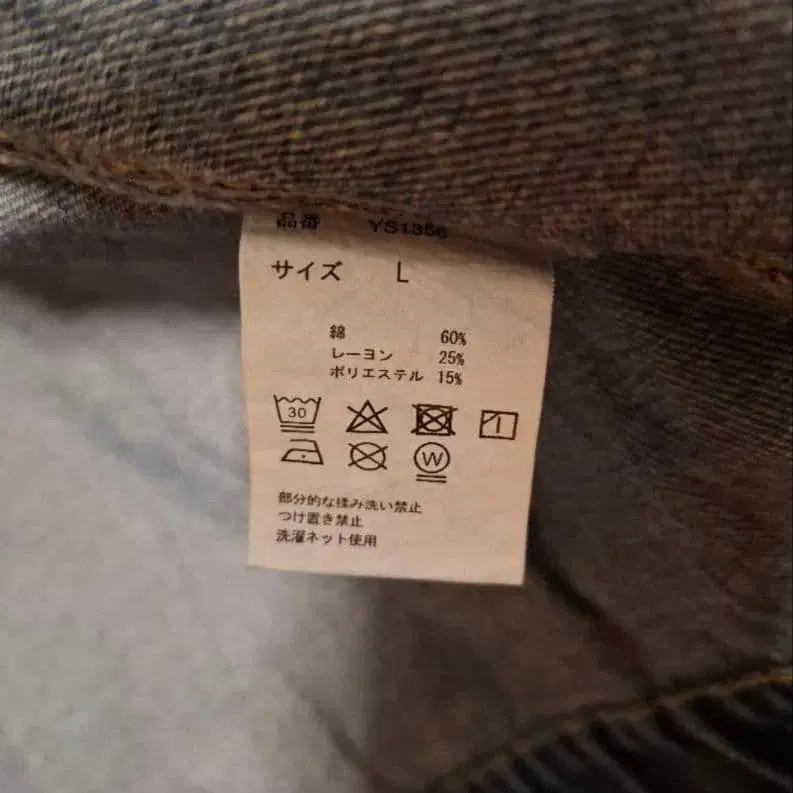 品番 YS1356
サイズ L
綿 60%
レーヨン 25%
ポリエステル 15%
30
W
部分的な揉み洗い禁止
つけ置き禁止
洗濯ネット使用